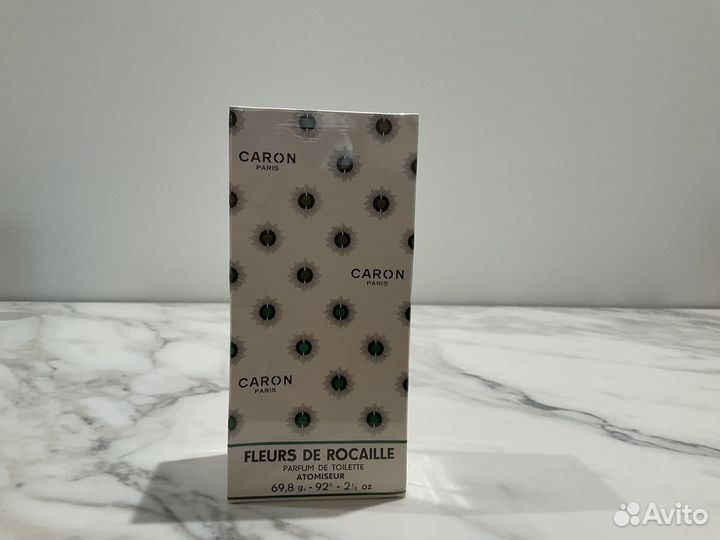 CARON
PARIS
CARON
PARIS
CARON
PARIS
FLEURS DE ROCAILLE
PARFUM DE TOILETTE
ATOMISEUR
69,8 g. - 92° - 2⅓ oz
Avito